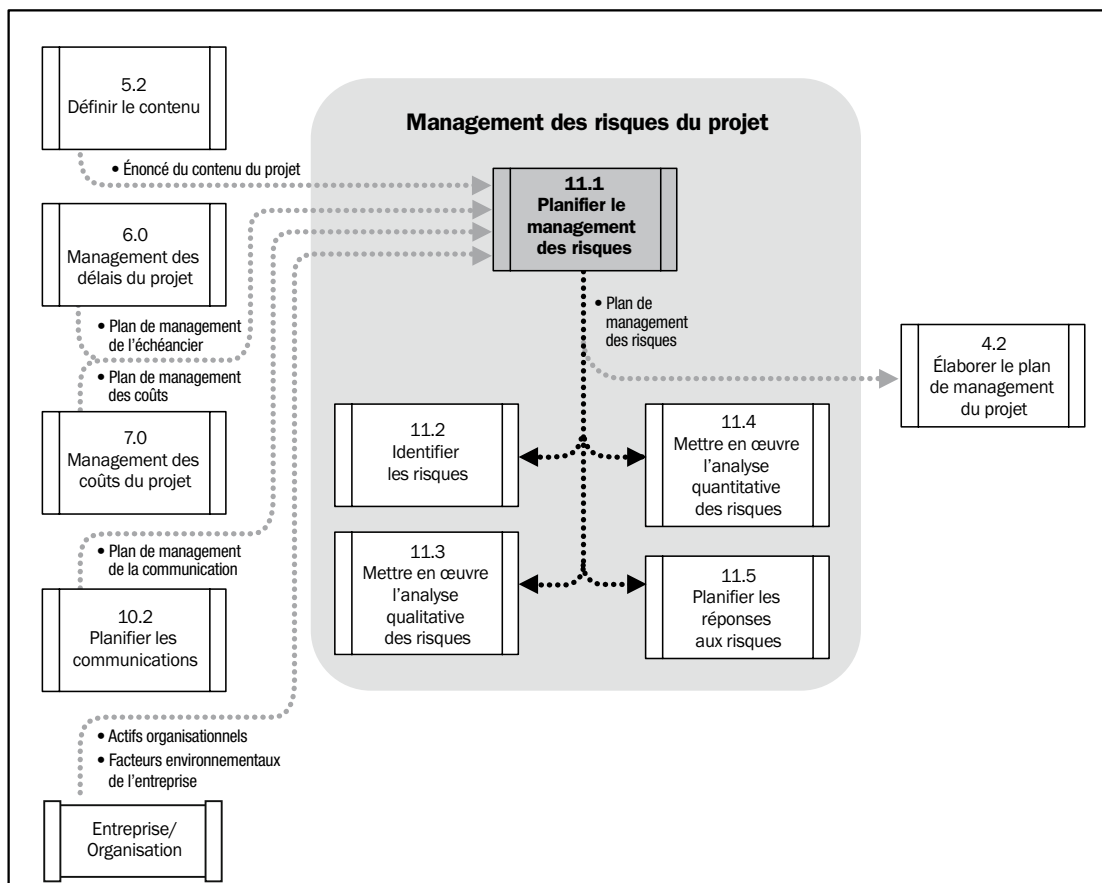 5.2
Définir le contenu
• Énoncé du contenu du projet
6.0
Management des
délais du projet
• Plan de management
de l'échéancier
• Plan de management
des coûts
7.0
Management des
coûts du projet
• Plan de management
de la communication
10.2
Planifier les
communications
• Actifs organisationnels
• Facteurs environnementaux
de l'entreprise
Entreprise/
Organisation
Management des risques du projet
11.1
Planifier le
management
des risques
• Plan de
management
des risques
11.2
Identifier
les risques
11.4
Mettre en œuvre
l'analyse
quantitative
des risques
11.3
Mettre en œuvre
l'analyse
qualitative
des risques
11.5
Planifier les
réponses
aux risques
4.2
Élaborer le plan
de management
du projet